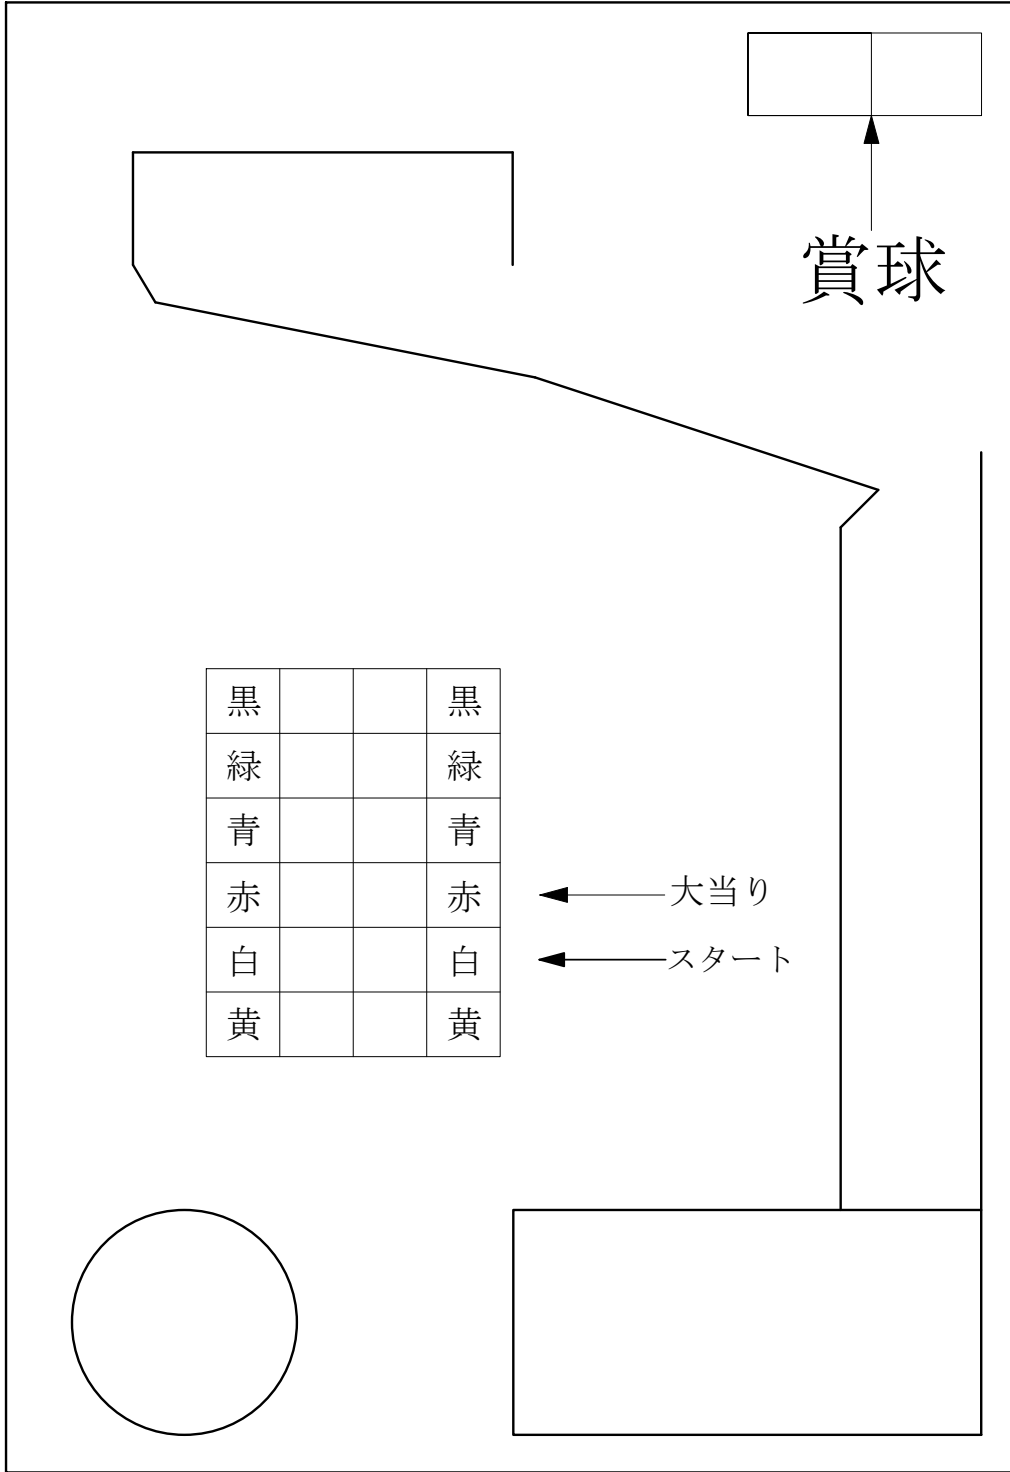 賞球
黒 黒
緑 緑
青 青
赤 赤 大当り
白 白 スタート
黄 黄